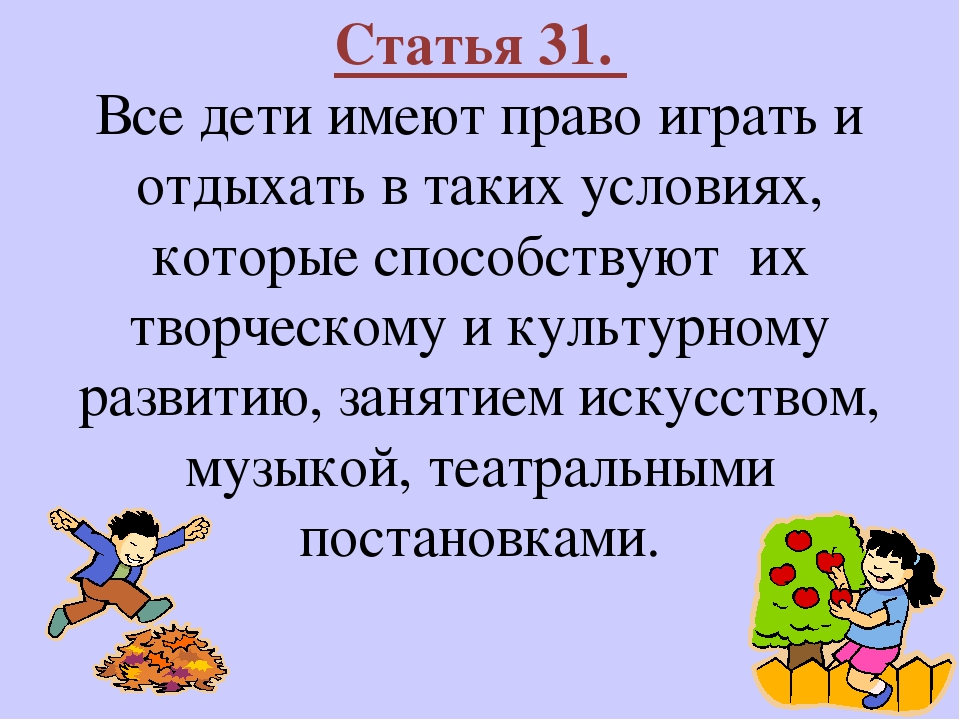 Статья 31.
Все дети имеют право играть и
отдыхать в таких условиях,
которые способствуют  их
творческому и культурному
развитию, занятием искусством,
музыкой, театральными
постановками.